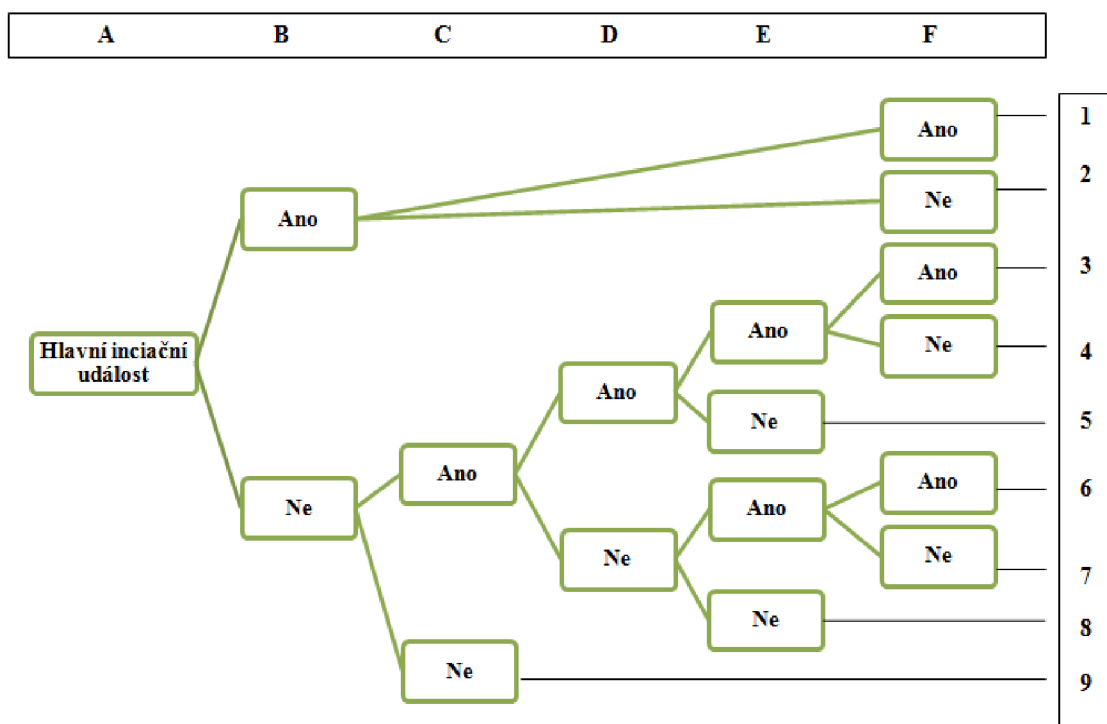 A B C D E F
Ano 1
Ne 2
Ano
Ano 3
Ne 4
Ano
Hlavní inciační
událost
Ano
Ne 5
Ano
Ne
Ano 6
Ano
Ne
Ne 7
Ne 8
Ne 9